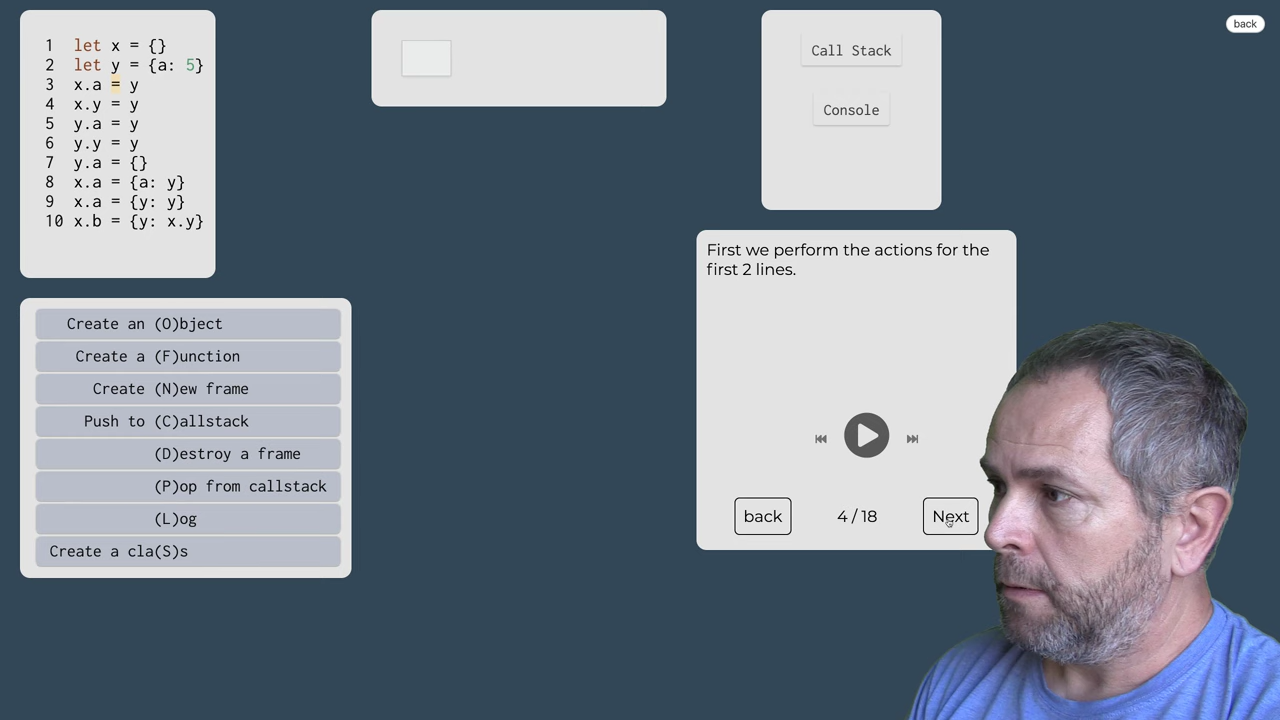 1 let x = {}
2 let y = {a: 5}
3 x.a = y
4 x.y = y
5 y.a = y
6 y.y = y
7 y.a = {}
8 x.a = {a: y}
9 x.a = {y: y}
10 x.b = {y: x.y}
Create an (O)bject
Create a (F)unction
Create (N)ew frame
Push to (C)allstack
(D)estroy a frame
(P)op from callstack
(L)og
Create a cla(S)s
Call Stack
Console
back
First we perform the actions for the
first 2 lines.
back
4 / 18
Next